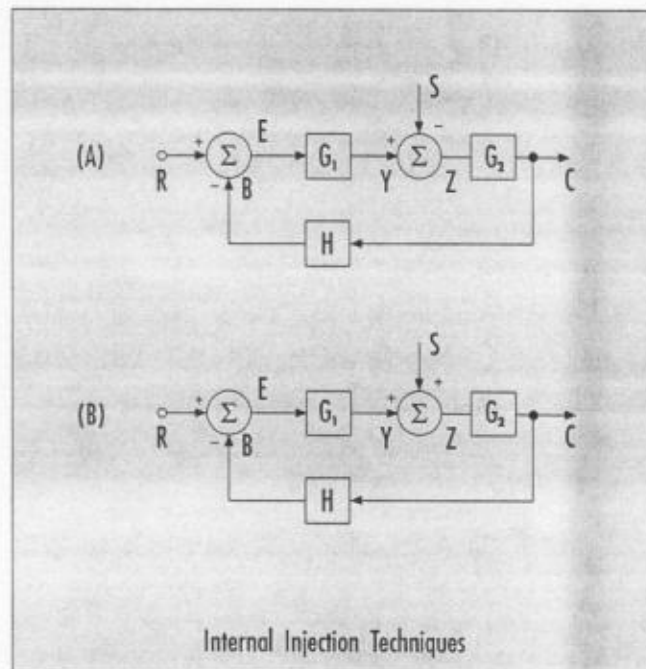 S
−
(A) R + Σ E G₁ + Σ G₂
− B Y Z C
H
S
+
(B) R + Σ E G₁ + Σ G₂
− B Y Z C
H
Internal Injection Techniques